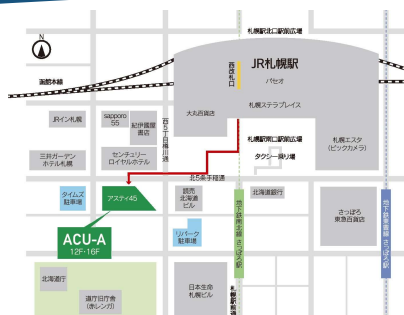 札幌駅北口駅前広場
N
JR札幌駅
西改札口
パセオ
函館本線
札幌ステラプレイス
大丸百貨店
JRイン札幌
sapporo
55
紀伊國屋
書店
西5丁目樽川通
札幌駅南口駅前広場
札幌エスタ
(ビックカメラ)
三井ガーデン
ホテル札幌
センチュリー
ロイヤルホテル
タクシー乗り場
北5条手稲通
タイムズ
駐車場
アスティ45
読売
北海道
ビル
北海道銀行
地下鉄南北線 さっぽろ駅
地下鉄東豊線 さっぽろ駅
さっぽろ
東急百貨店
ACU-A
12F・16F
リパーク
駐車場
北海道庁
道庁旧庁舎
(赤レンガ)
日本生命
札幌ビル
札幌駅前通